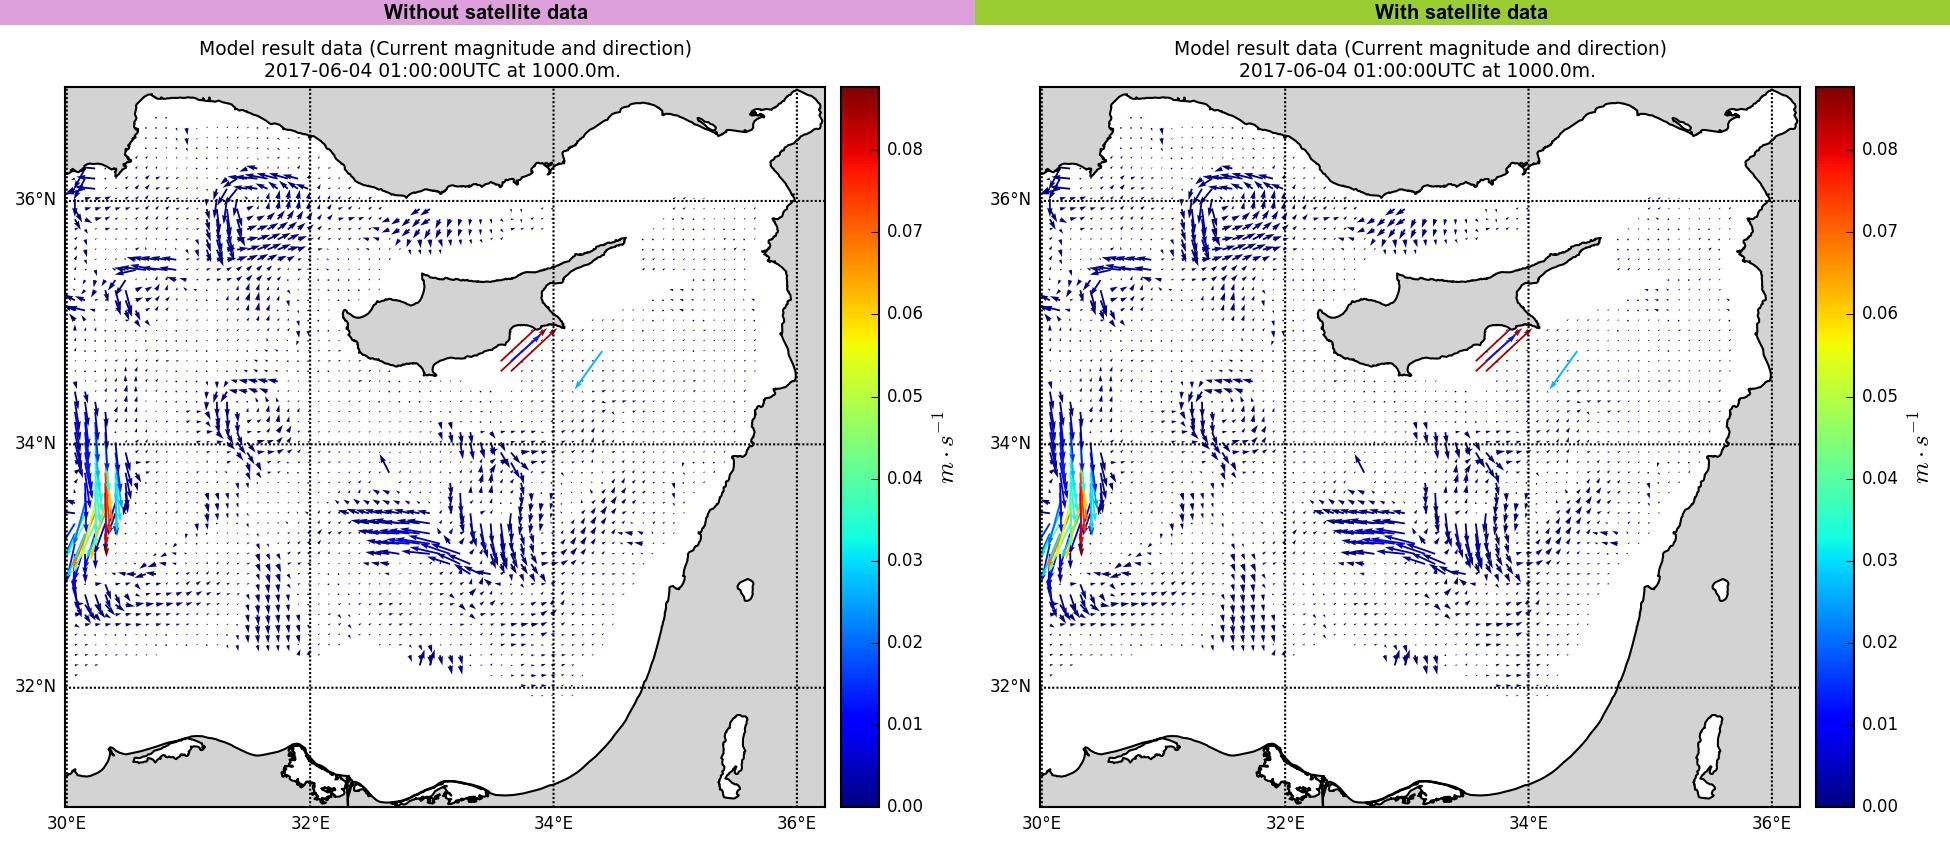 Without satellite data
With satellite data
Model result data (Current magnitude and direction)
2017-06-04 01:00:00UTC at 1000.0m.
36°N
34°N
32°N
30°E 32°E 34°E 36°E
0.08
0.07
0.06
0.05
0.04
0.03
0.02
0.01
0.00
m · s⁻¹
Model result data (Current magnitude and direction)
2017-06-04 01:00:00UTC at 1000.0m.
36°N
34°N
32°N
30°E 32°E 34°E 36°E
0.08
0.07
0.06
0.05
0.04
0.03
0.02
0.01
0.00
m · s⁻¹